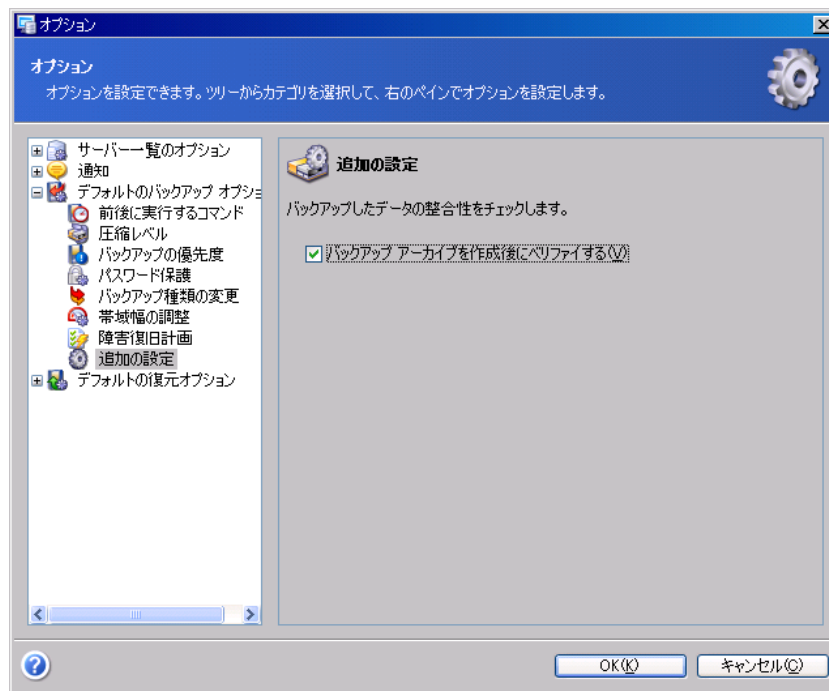 オプション
オプション
オプションを設定できます。ツリーからカテゴリを選択して、右のペインでオプションを設定します。
サーバー一覧のオプション
通知
デフォルトのバックアップ オプショ
前後に実行するコマンド
圧縮レベル
バックアップの優先度
パスワード保護
バックアップ種類の変更
帯域幅の調整
障害復旧計画
追加の設定
デフォルトの復元オプション
追加の設定
バックアップしたデータの整合性をチェックします。
バックアップ アーカイブを作成後にベリファイする(V)
OK(K)
キャンセル(C)